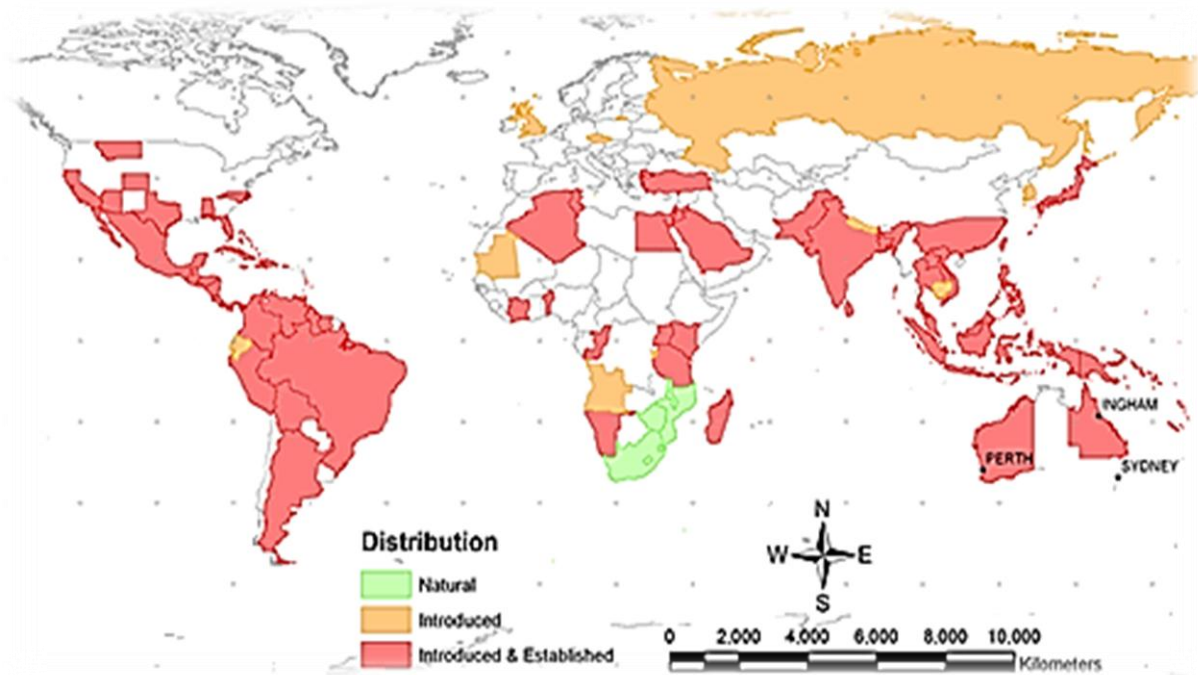 INGHAM
PERTH
SYDNEY
N
W E
S
Distribution
Natural
Introduced
Introduced & Established
0 2.000 4.000 6.000 8.000 10.000
Kilometers